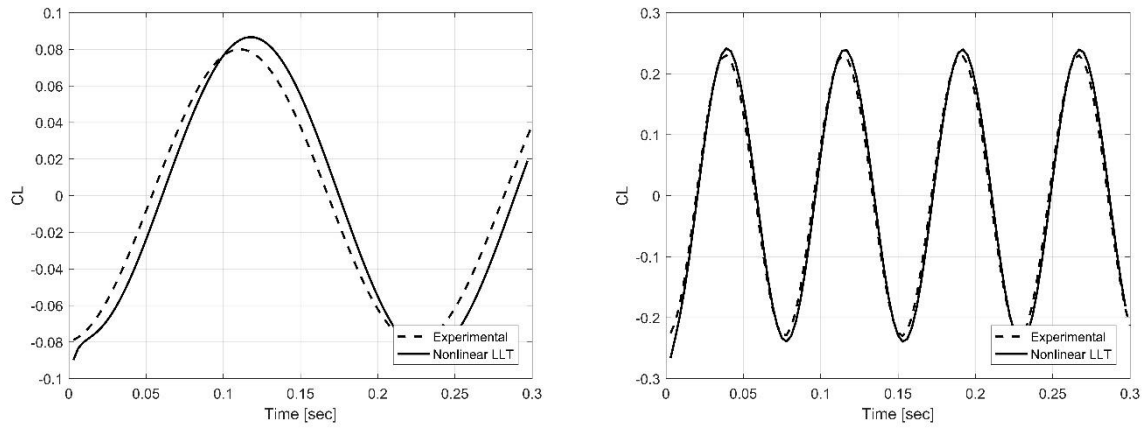 0.1
0.08
0.06
0.04
0.02
0
-0.02
-0.04
-0.06
-0.08
-0.1
CL
0 0.05 0.1 0.15 0.2 0.25 0.3
Time [sec]
Experimental
Nonlinear LLT
0.3
0.2
0.1
0
-0.1
-0.2
-0.3
CL
0 0.05 0.1 0.15 0.2 0.25 0.3
Time [sec]
Experimental
Nonlinear LLT